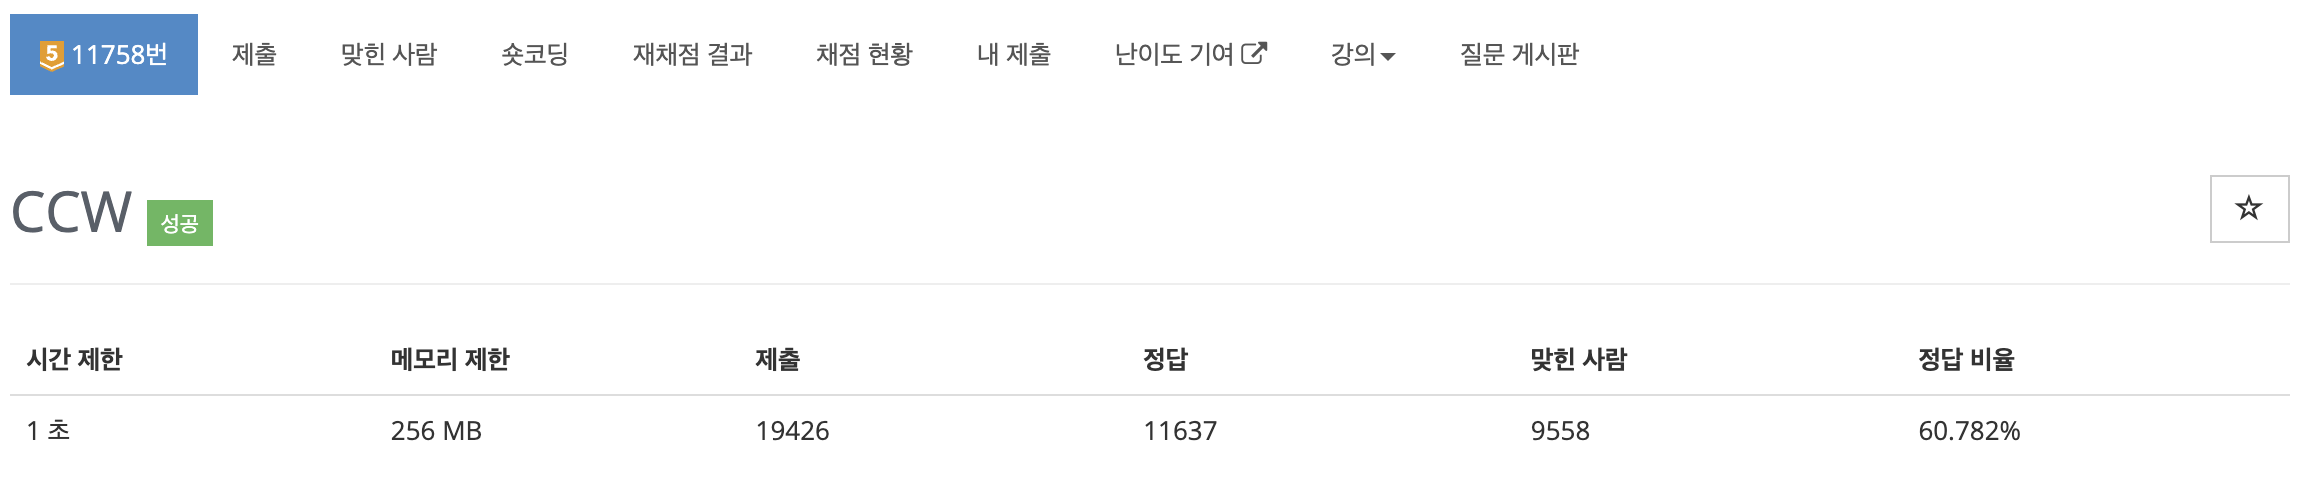 5 11758번 제출 맞힌 사람 숏코딩 재채점 결과 채점 현황 내 제출 난이도 기여 강의 질문 게시판
CCW 성공
시간 제한 메모리 제한 제출 정답 맞힌 사람 정답 비율
1 초 256 MB 19426 11637 9558 60.782%